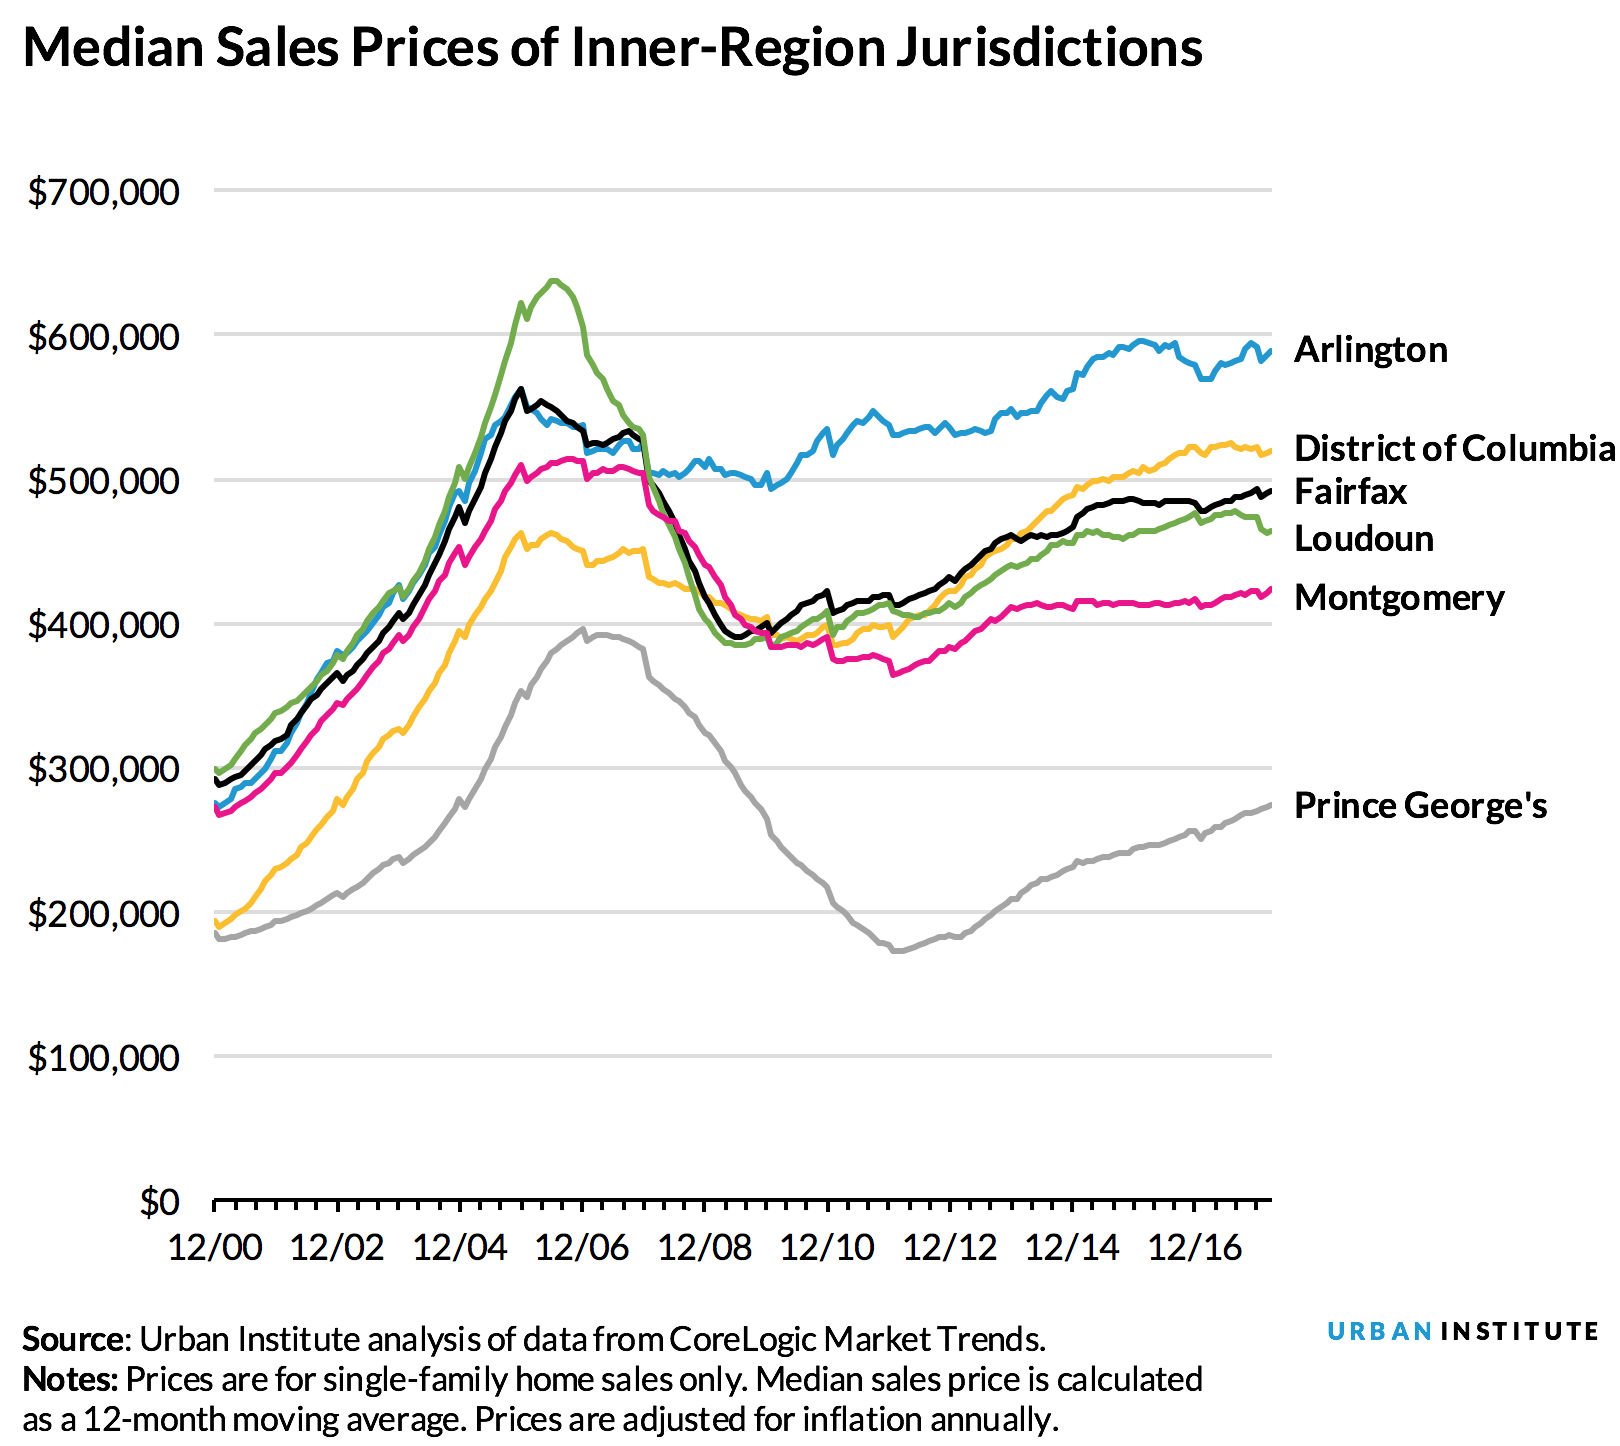 Median Sales Prices of Inner-Region Jurisdictions
$700,000
$600,000
$500,000
$400,000
$300,000
$200,000
$100,000
$0
Arlington
District of Columbia
Fairfax
Loudoun
Montgomery
Prince George's
12/00 12/02 12/04 12/06 12/08 12/10 12/12 12/14 12/16
Source: Urban Institute analysis of data from CoreLogic Market Trends.
Notes: Prices are for single-family home sales only. Median sales price is calculated
as a 12-month moving average. Prices are adjusted for inflation annually.
URBAN INSTITUTE